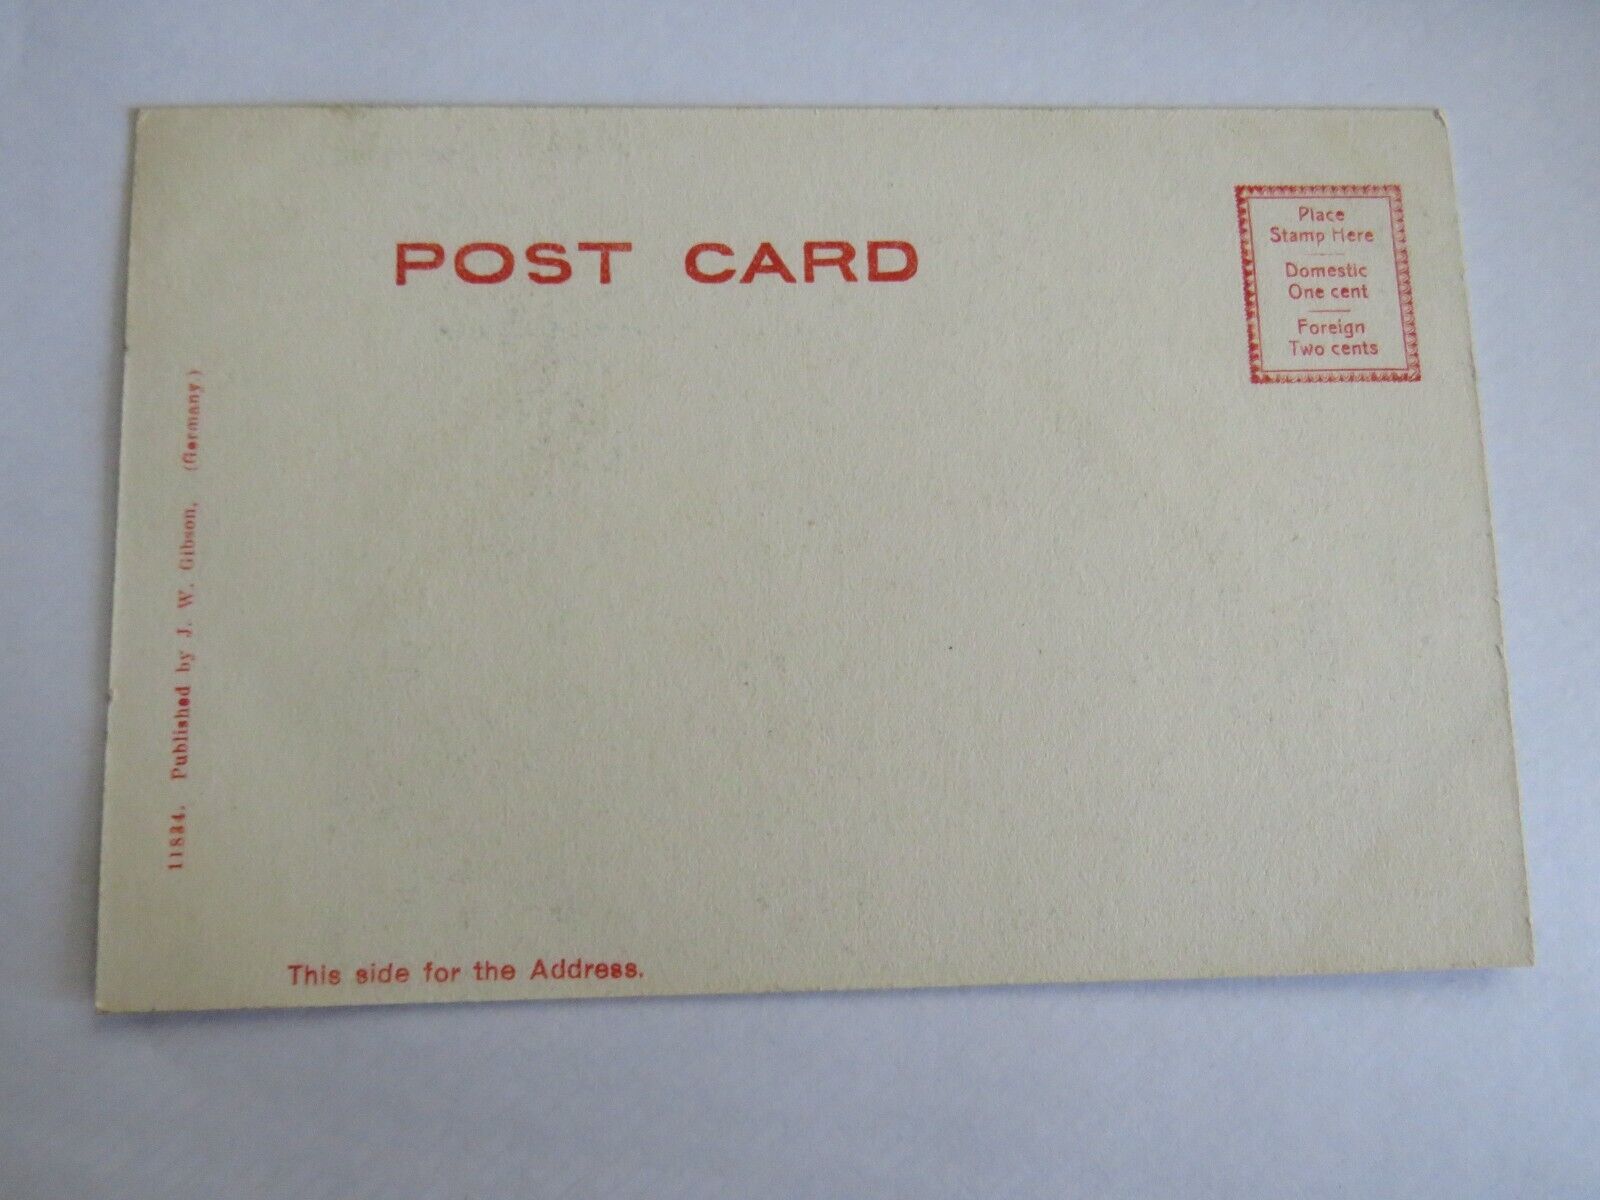 POST CARD
Place
Stamp Here
Domestic
One cent
Foreign
Two cents
11834. Published by J. W. Gibson, (Germany.)
This side for the Address.